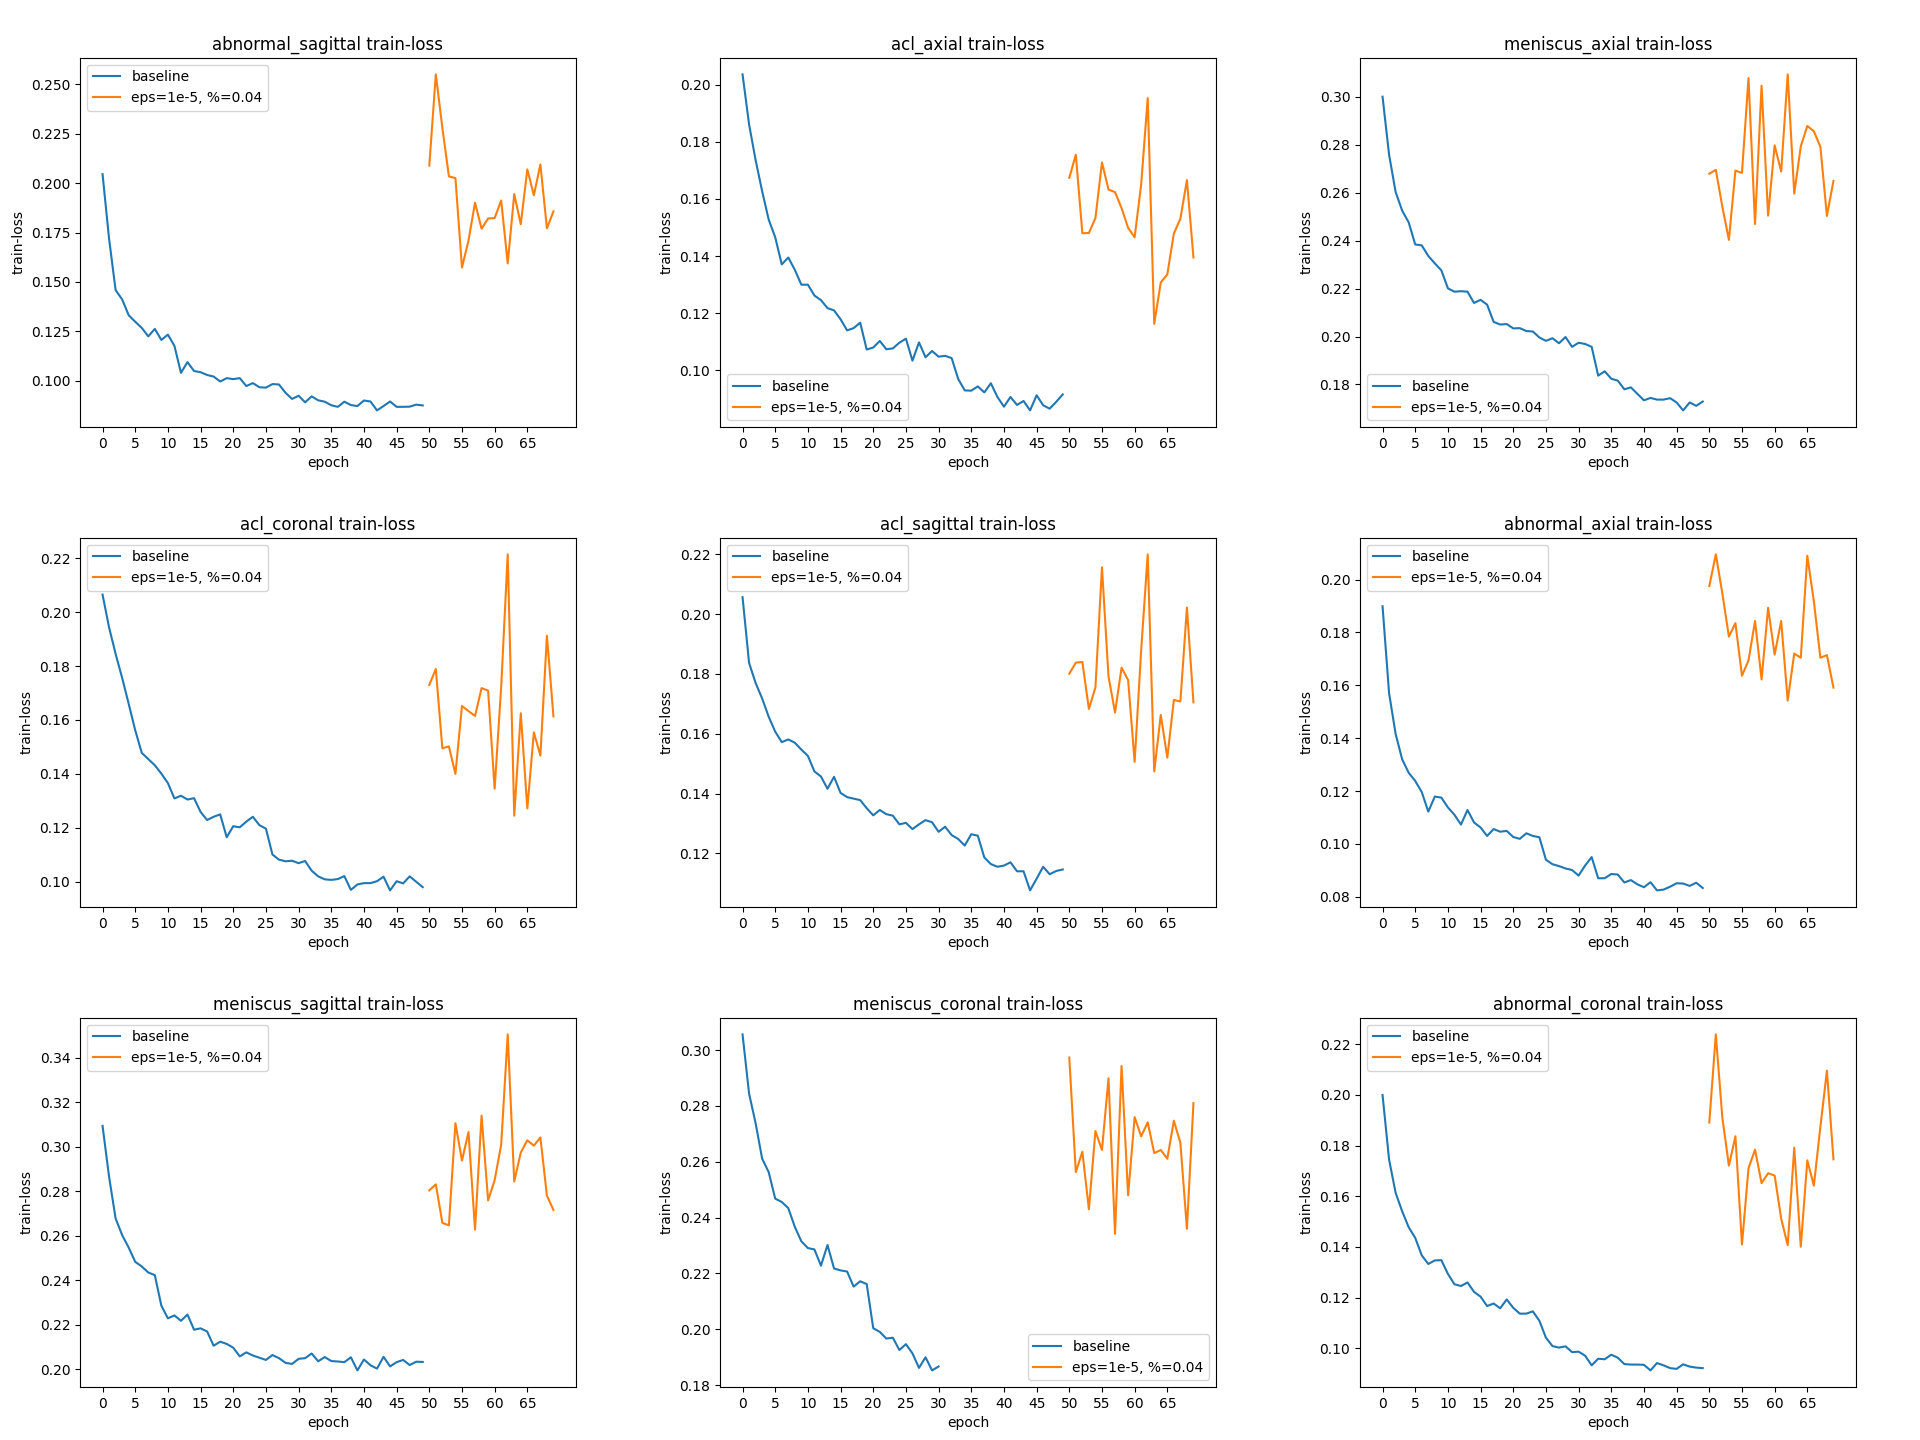 abnormal_sagittal train-loss
baseline
eps=1e-5, %=0.04
train-loss
0.250
0.225
0.200
0.175
0.150
0.125
0.100
0 5 10 15 20 25 30 35 40 45 50 55 60 65
epoch
acl_axial train-loss
train-loss
0.20
0.18
0.16
0.14
0.12
0.10
baseline
eps=1e-5, %=0.04
0 5 10 15 20 25 30 35 40 45 50 55 60 65
epoch
meniscus_axial train-loss
train-loss
0.30
0.28
0.26
0.24
0.22
0.20
0.18
baseline
eps=1e-5, %=0.04
0 5 10 15 20 25 30 35 40 45 50 55 60 65
epoch
acl_coronal train-loss
baseline
eps=1e-5, %=0.04
train-loss
0.22
0.20
0.18
0.16
0.14
0.12
0.10
0 5 10 15 20 25 30 35 40 45 50 55 60 65
epoch
acl_sagittal train-loss
baseline
eps=1e-5, %=0.04
train-loss
0.22
0.20
0.18
0.16
0.14
0.12
0 5 10 15 20 25 30 35 40 45 50 55 60 65
epoch
abnormal_axial train-loss
baseline
eps=1e-5, %=0.04
train-loss
0.20
0.18
0.16
0.14
0.12
0.10
0.08
0 5 10 15 20 25 30 35 40 45 50 55 60 65
epoch
meniscus_sagittal train-loss
baseline
eps=1e-5, %=0.04
train-loss
0.34
0.32
0.30
0.28
0.26
0.24
0.22
0.20
0 5 10 15 20 25 30 35 40 45 50 55 60 65
epoch
meniscus_coronal train-loss
train-loss
0.30
0.28
0.26
0.24
0.22
0.20
0.18
baseline
eps=1e-5, %=0.04
0 5 10 15 20 25 30 35 40 45 50 55 60 65
epoch
abnormal_coronal train-loss
baseline
eps=1e-5, %=0.04
train-loss
0.22
0.20
0.18
0.16
0.14
0.12
0.10
0 5 10 15 20 25 30 35 40 45 50 55 60 65
epoch